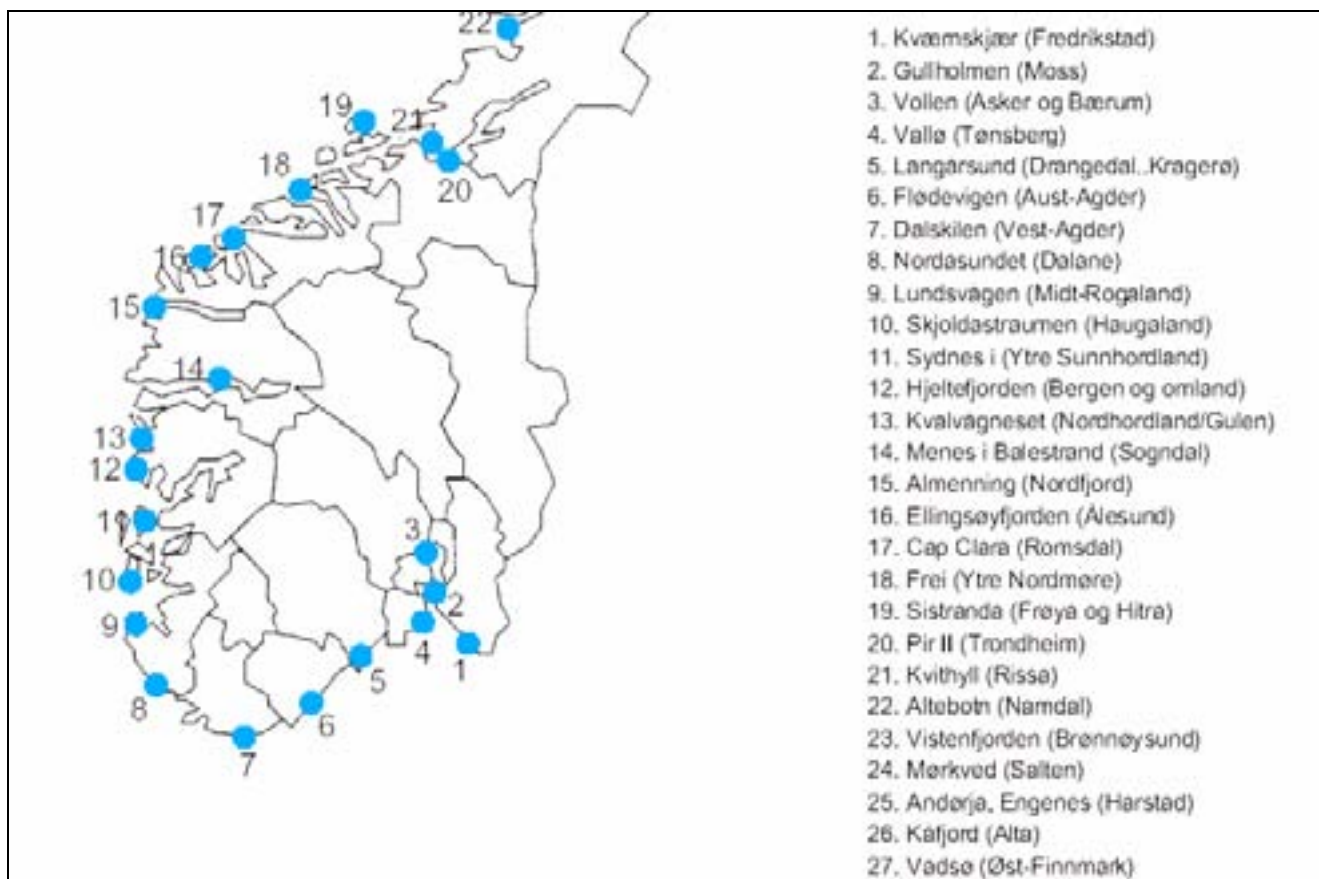 22
19
21
18
20
17
16
15
14
13
12
11
3
10
2
9
4
1
5
8
6
7
1. Kværnskjær (Fredrikstad)
2. Gullholmen (Moss)
3. Vollen (Asker og Bærum)
4. Vallø (Tønsberg)
5. Langårsund (Drangedal..Kragerø)
6. Flødevigen (Aust-Agder)
7. Dalskilen (Vest-Agder)
8. Nordasundet (Dalane)
9. Lundsvågen (Midt-Rogaland)
10. Skjoldastraumen (Haugaland)
11. Sydnes i (Ytre Sunnhordland)
12. Hjeltefjorden (Bergen og omland)
13. Kvalvågneset (Nordhordland/Gulen)
14. Menes i Balestrand (Sogndal)
15. Almenning (Nordfjord)
16. Ellingsøyfjorden (Ålesund)
17. Cap Clara (Romsdal)
18. Frei (Ytre Nordmøre)
19. Sistranda (Frøya og Hitra)
20. Pir II (Trondheim)
21. Kvithyll (Rissa)
22. Altebotn (Namdal)
23. Vistenfjorden (Brønnøysund)
24. Mørkved (Salten)
25. Andørja, Engenes (Harstad)
26. Kåfjord (Alta)
27. Vadsø (Øst-Finnmark)